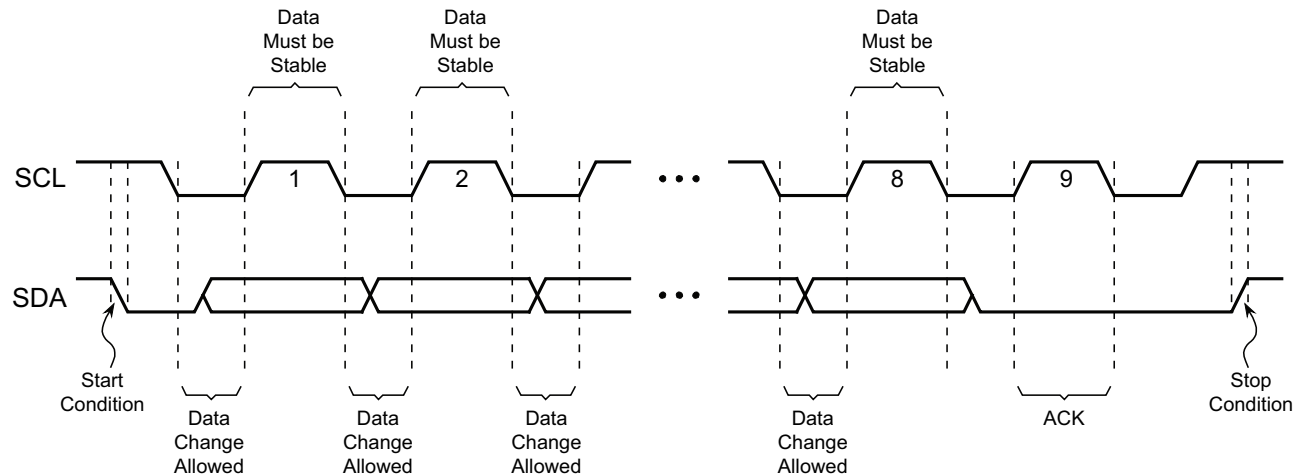 Data
Must be
Stable
Data
Must be
Stable
Data
Must be
Stable
SCL
1
2
8
9
SDA
Start
Condition
Data
Change
Allowed
Data
Change
Allowed
Data
Change
Allowed
Data
Change
Allowed
ACK
Stop
Condition